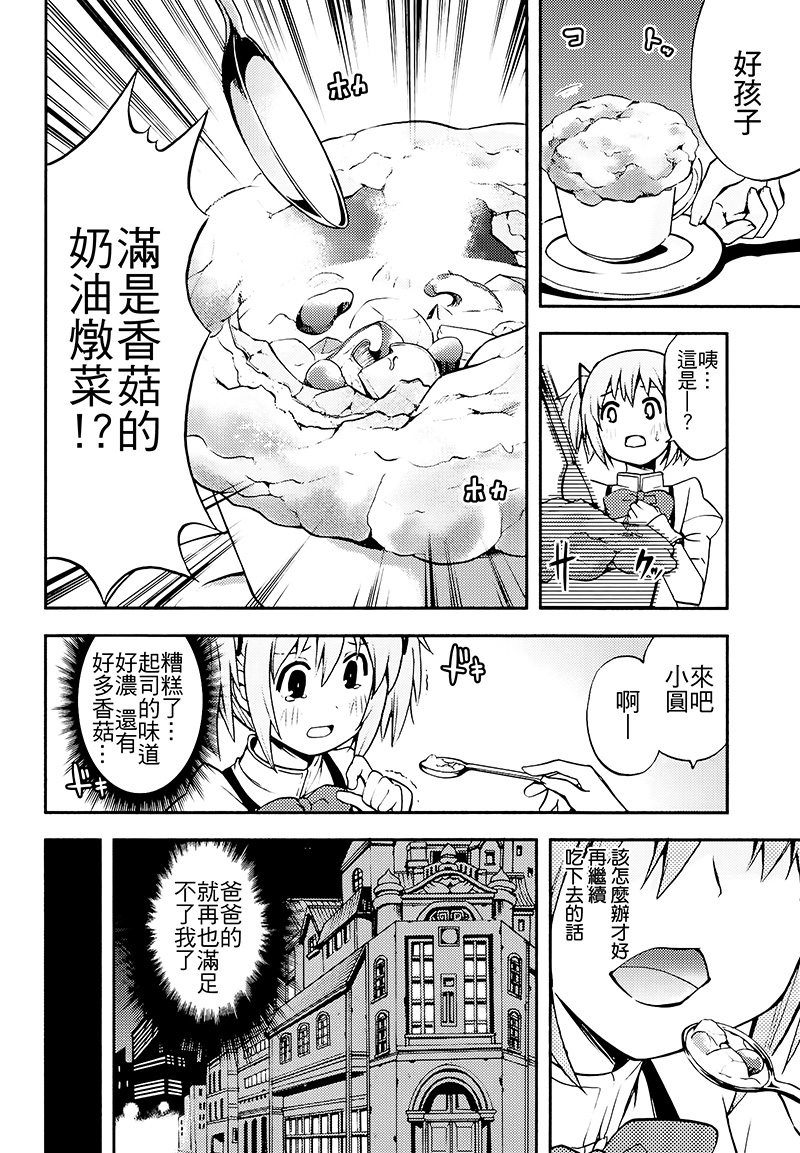 好孩子
コトッ
咦…
這是—?
サクッ
ホカ
滿是香菇的
奶油燉菜!?
ホカ
來吧
小圓
啊—
ドキ
糟糕了…
起司的味道
好濃 還有
好多香菇…
ドキ
該怎麼辦才好
再繼續
吃下去的話
爸爸的
就再也滿足
不了我了